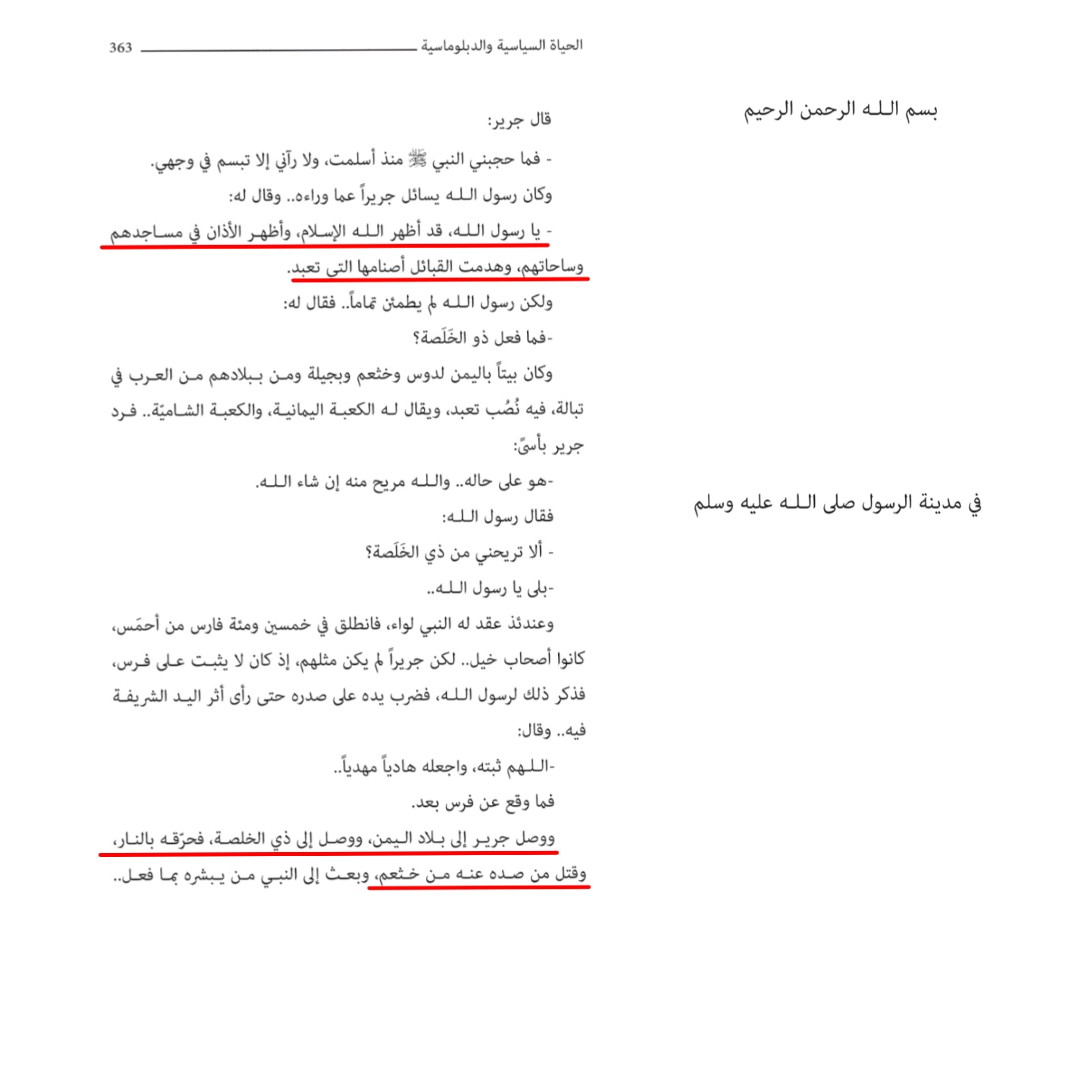 الحياة السياسية والدبلوماسية 363
بسم الله الرحمن الرحيم
قال جرير:
- فما حجبني النبي ﷺ منذ أسلمت، ولا رآني إلا تبسم في وجهي.
وكان رسول الله يسائل جريراً عما وراءه.. وقال له:
- يا رسول الله، قد أظهر الله الإسلام، وأظهر الأذان في مساجدهم
وساحاتهم، وهدمت القبائل أصنامها التي تعبد.
ولكن رسول الله لم يطمئن تماماً.. فقال له:
-فما فعل ذو الخَلَصة؟
وكان بيتاً باليمن لدوس وخثعم وبجيلة ومن ببلادهم من العرب في
تبالة، فيه نُصُب تعبد، ويقال له الكعبة اليمانية، والكعبة الشاميّة.. فرد
جرير بأسىً:
-هو على حاله.. والله مريح منه إن شاء الله.
في مدينة الرسول صلى الله عليه وسلم
فقال رسول الله:
- ألا تريحني من ذي الخَلَصة؟
-بلى يا رسول الله..
وعندئذ عقد له النبي لواء، فانطلق في خمسين ومئة فارس من أحمَس،
كانوا أصحاب خيل.. لكن جريراً لم يكن مثلهم، إذ كان لا يثبت على فرس،
فذكر ذلك لرسول الله، فضرب يده على صدره حتى رأى أثر اليد الشريفة
فيه.. وقال:
-اللهم ثبته، واجعله هادياً مهدياً..
فما وقع عن فرس بعد.
ووصل جرير إلى بلاد اليمن، ووصل إلى ذي الخلصة، فحرّقه بالنار،
وقتل من صده عنه من خثعم، وبعث إلى النبي من يبشره بما فعل..